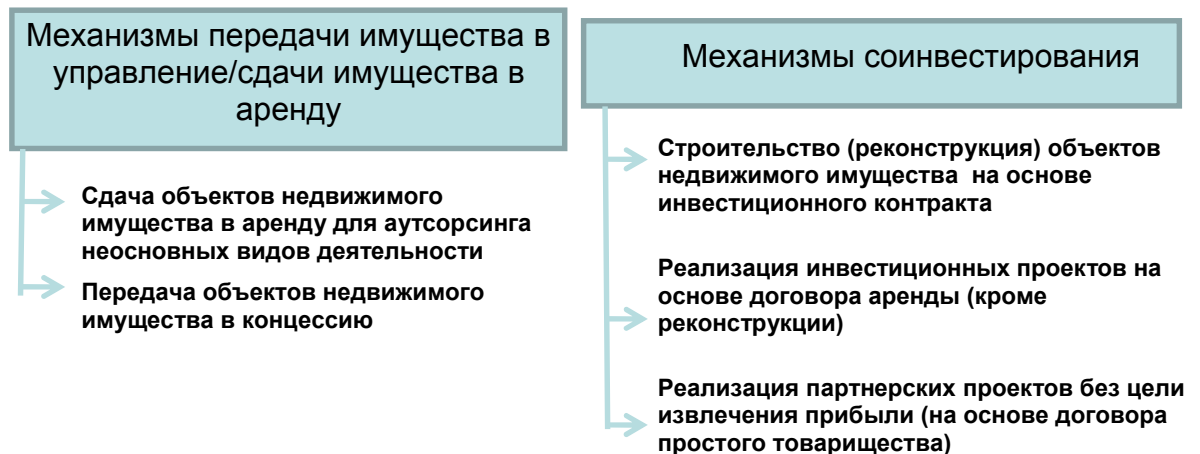 Механизмы передачи имущества в
управление/сдачи имущества в
аренду
Сдача объектов недвижимого
имущества в аренду для аутсорсинга
неосновных видов деятельности
Передача объектов недвижимого
имущества в концессию
Механизмы соинвестирования
Строительство (реконструкция) объектов
недвижимого имущества на основе
инвестиционного контракта
Реализация инвестиционных проектов на
основе договора аренды (кроме
реконструкции)
Реализация партнерских проектов без цели
извлечения прибыли (на основе договора
простого товарищества)